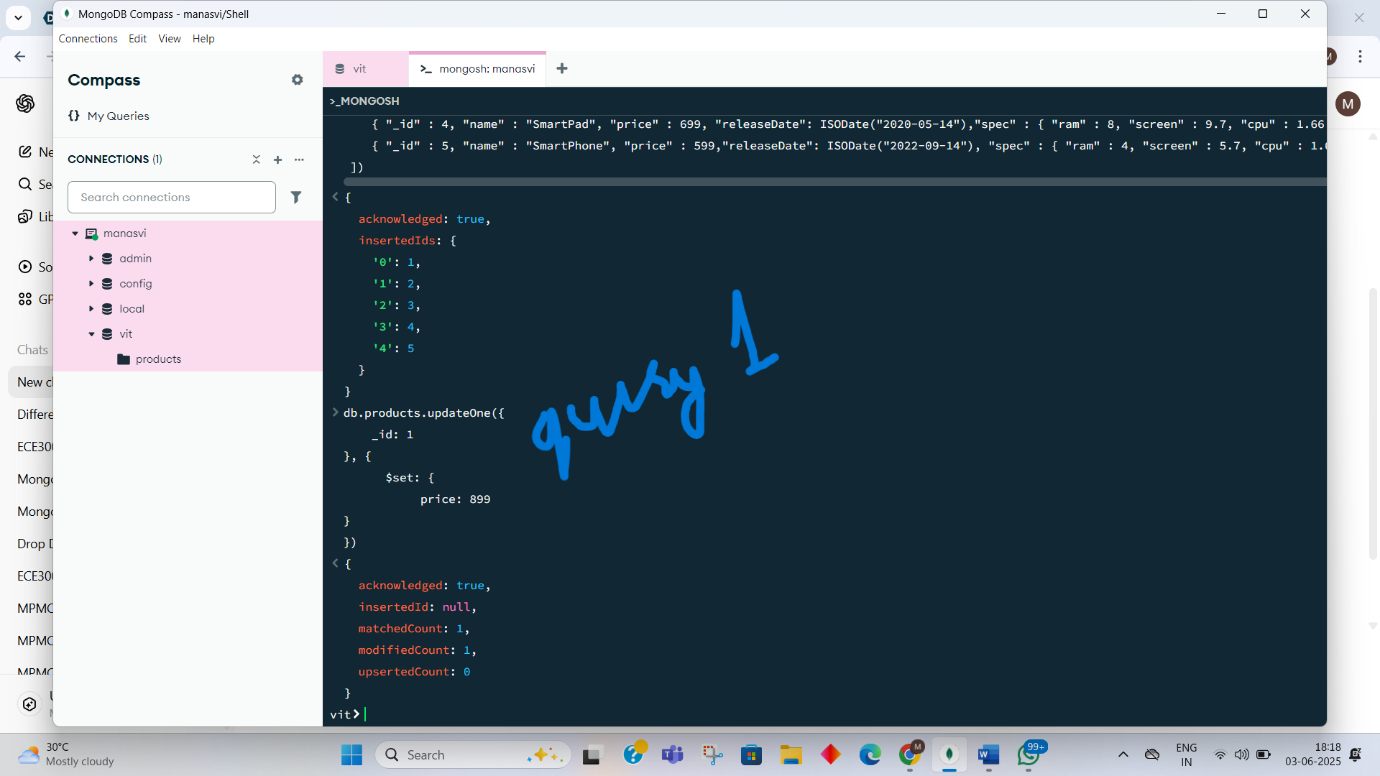 MongoDB Compass - manasvi/Shell
Connections Edit View Help
Compass
My Queries
CONNECTIONS (1)
Search connections
manasvi
admin
config
local
vit
products
vit
mongosh: manasvi
>_MONGOSH
{ "_id" : 4, "name" : "SmartPad", "price" : 699, "releaseDate": ISODate("2020-05-14"),"spec" : { "ram" : 8, "screen" : 9.7, "cpu" : 1.66
{ "_id" : 5, "name" : "SmartPhone", "price" : 599,"releaseDate": ISODate("2022-09-14"), "spec" : { "ram" : 4, "screen" : 5.7, "cpu" : 1.
])
< {
acknowledged: true,
insertedIds: {
'0': 1,
'1': 2,
'2': 3,
'3': 4,
'4': 5
}
}
> db.products.updateOne({
_id: 1
}, {
$set: {
price: 899
}
})
< {
acknowledged: true,
insertedId: null,
matchedCount: 1,
modifiedCount: 1,
upsertedCount: 0
}
vit>
query 1
Chats
New c
Differe
ECE30
Mongo
Mongo
Drop D
ECE30
MPMC
MPMC
MPMC
M
30°C
Mostly cloudy
Search
99+
ENG
IN
18:18
03-06-2025